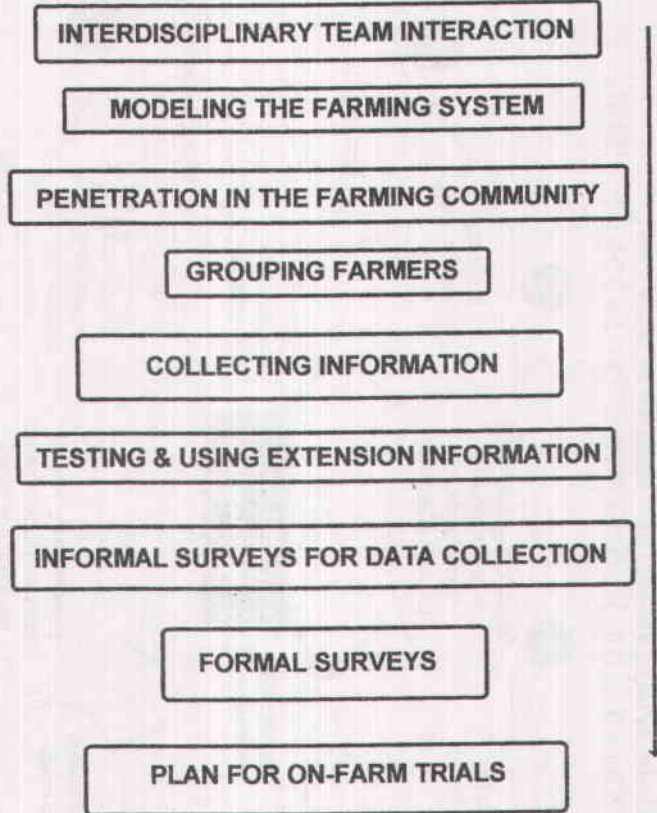 INTERDISCIPLINARY TEAM INTERACTION
MODELING THE FARMING SYSTEM
PENETRATION IN THE FARMING COMMUNITY
GROUPING FARMERS
COLLECTING INFORMATION
TESTING & USING EXTENSION INFORMATION
INFORMAL SURVEYS FOR DATA COLLECTION
FORMAL SURVEYS
PLAN FOR ON-FARM TRIALS